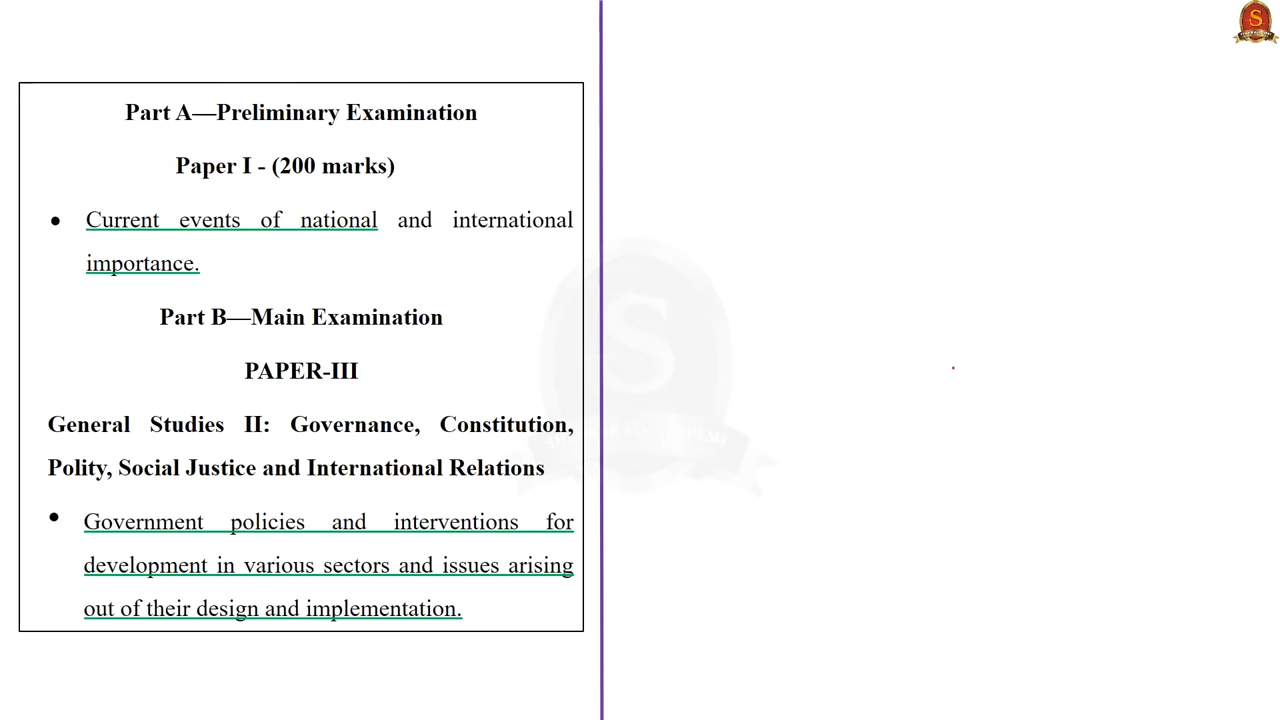 Part A—Preliminary Examination
Paper I - (200 marks)
● Current events of national and international
importance.
Part B—Main Examination
PAPER-III
General Studies II: Governance, Constitution,
Polity, Social Justice and International Relations
● Government policies and interventions for
development in various sectors and issues arising
out of their design and implementation.
S
S